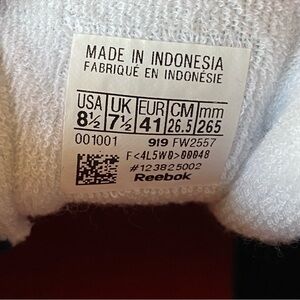 MADE IN INDONESIA
FABRIQUÉ EN INDONÉSIE
USA UK EUR CM mm
8½ 7½ 41 26.5 265
001001 919 FW2557
F<4L5WD>00048
#123825002
Reebok